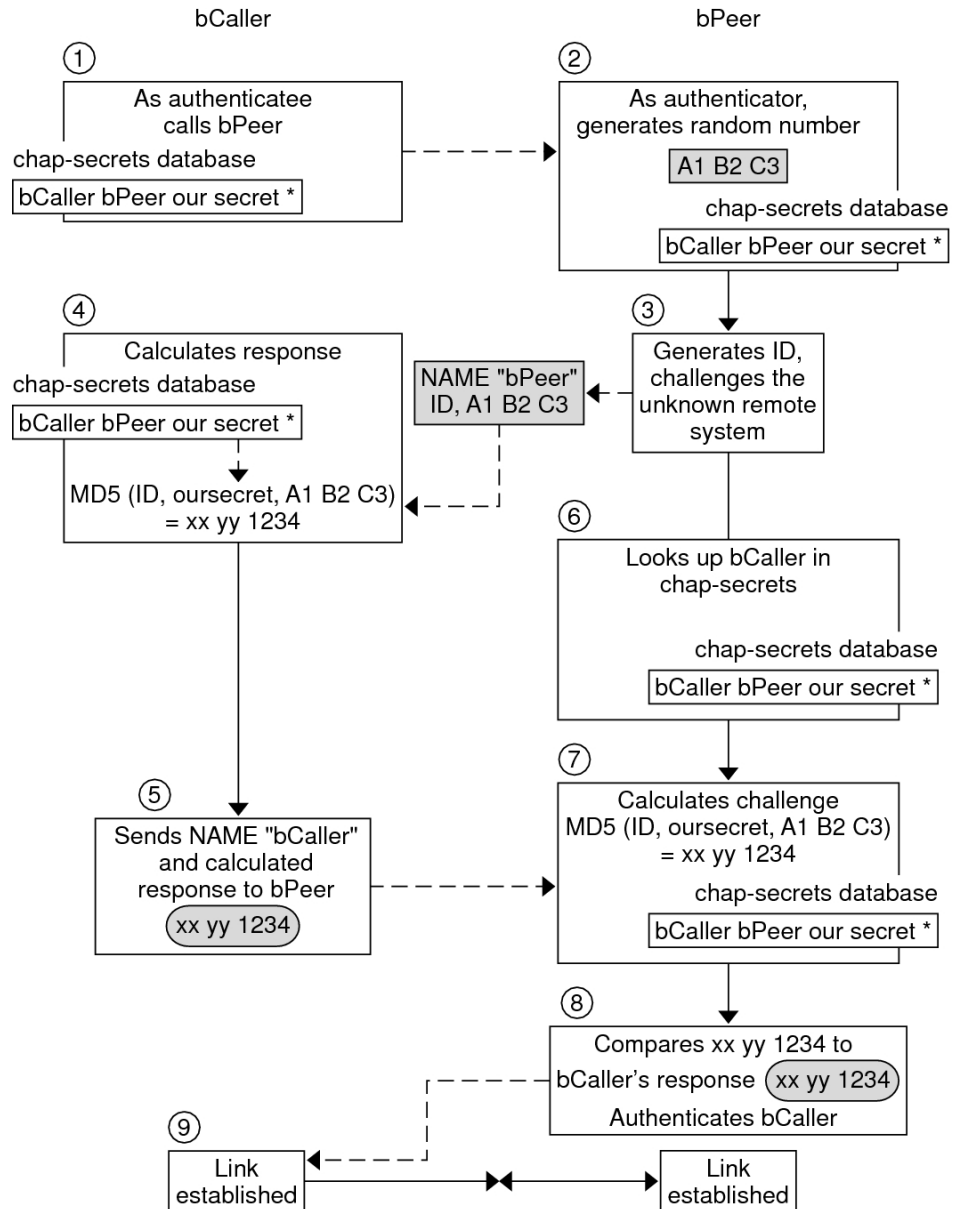 bCaller
bPeer
1
As authenticatee
calls bPeer
chap-secrets database
bCaller bPeer our secret *
2
As authenticator,
generates random number
A1 B2 C3
chap-secrets database
bCaller bPeer our secret *
3
Generates ID,
challenges the
unknown remote
system
NAME "bPeer"
ID, A1 B2 C3
4
Calculates response
chap-secrets database
bCaller bPeer our secret *
MD5 (ID, oursecret, A1 B2 C3)
= xx yy 1234
5
Sends NAME "bCaller"
and calculated
response to bPeer
xx yy 1234
6
Looks up bCaller in
chap-secrets
chap-secrets database
bCaller bPeer our secret *
7
Calculates challenge
MD5 (ID, oursecret, A1 B2 C3)
= xx yy 1234
chap-secrets database
bCaller bPeer our secret *
8
Compares xx yy 1234 to
bCaller's response xx yy 1234
Authenticates bCaller
9
Link
established
Link
established